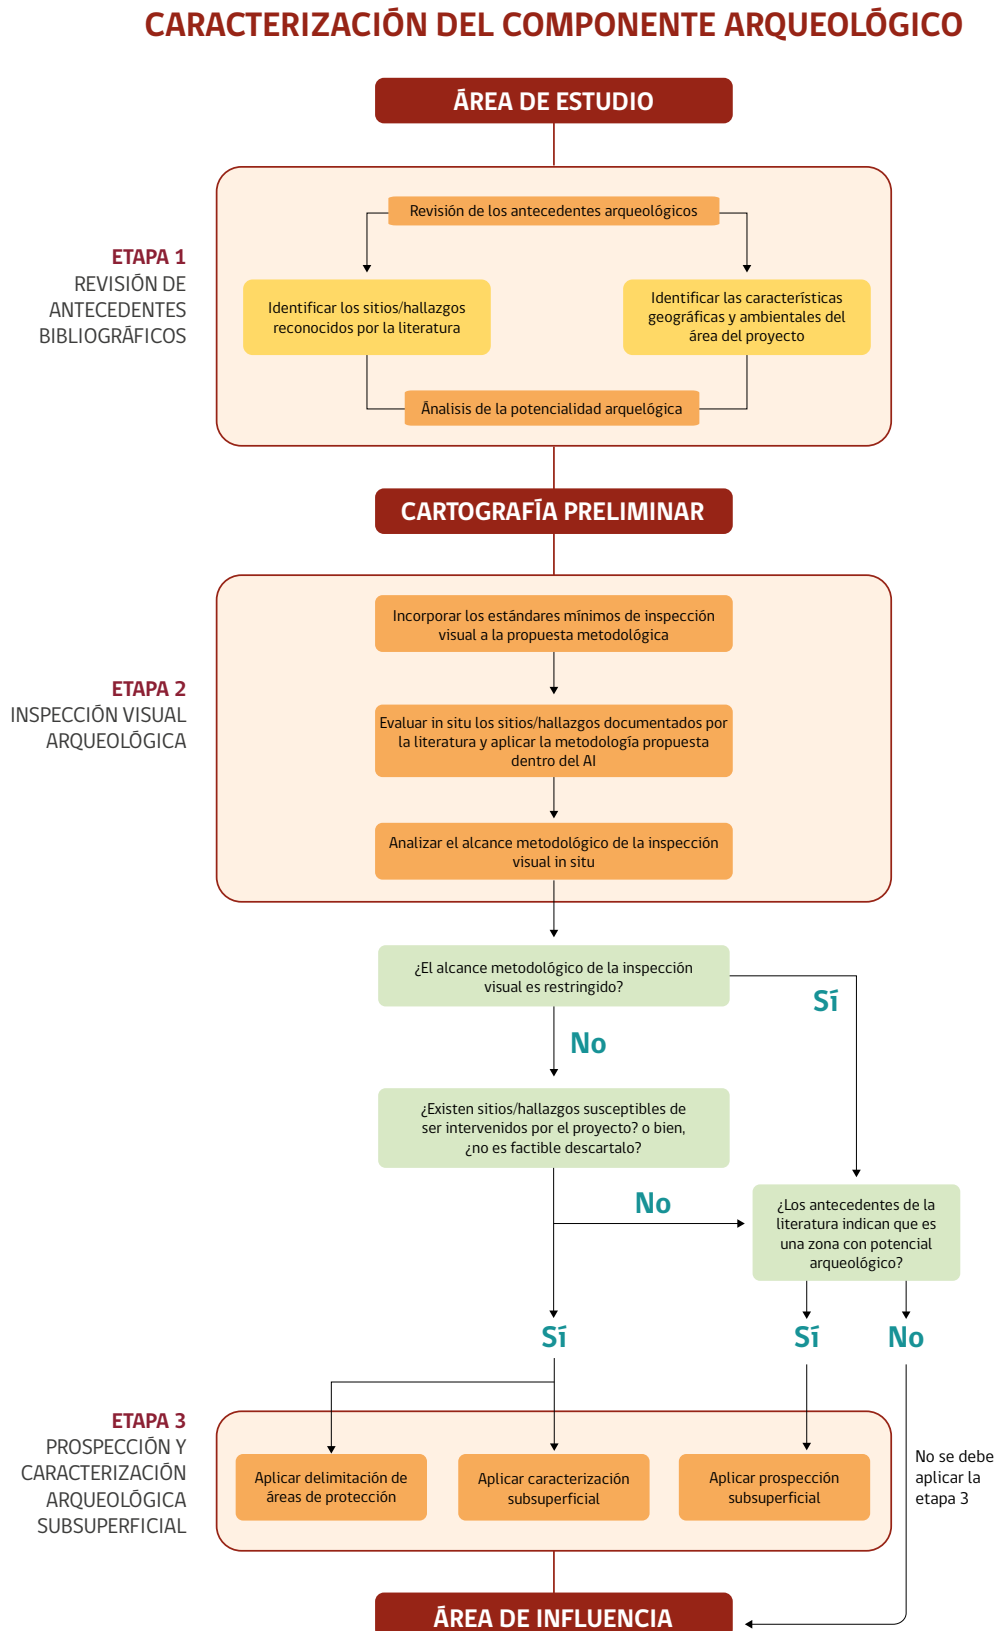 CARACTERIZACIÓN DEL COMPONENTE ARQUEOLÓGICO
ÁREA DE ESTUDIO
ETAPA 1
REVISIÓN DE
ANTECEDENTES
BIBLIOGRÁFICOS
Revisión de los antecedentes arqueológicos
Identificar los sitios/hallazgos
reconocidos por la literatura
Identificar las características
geográficas y ambientales del
área del proyecto
Ánalisis de la potencialidad arquelógica
CARTOGRAFÍA PRELIMINAR
ETAPA 2
INSPECCIÓN VISUAL
ARQUEOLÓGICA
Incorporar los estándares mínimos de inspección
visual a la propuesta metodológica
Evaluar in situ los sitios/hallazgos documentados por
la literatura y aplicar la metodología propuesta
dentro del AI
Analizar el alcance metodológico de la inspección
visual in situ
¿El alcance metodológico de la inspección
visual es restringido?
Sí
No
¿Existen sitios/hallazgos susceptibles de
ser intervenidos por el proyecto? o bien,
¿no es factible descartalo?
No
¿Los antecedentes de la
literatura indican que es
una zona con potencial
arqueológico?
Sí
Sí
No
ETAPA 3
PROSPECCIÓN Y
CARACTERIZACIÓN
ARQUEOLÓGICA
SUBSUPERFICIAL
Aplicar delimitación de
áreas de protección
Aplicar caracterización
subsuperficial
Aplicar prospección
subsuperficial
No se debe
aplicar la
etapa 3
ÁREA DE INFLUENCIA